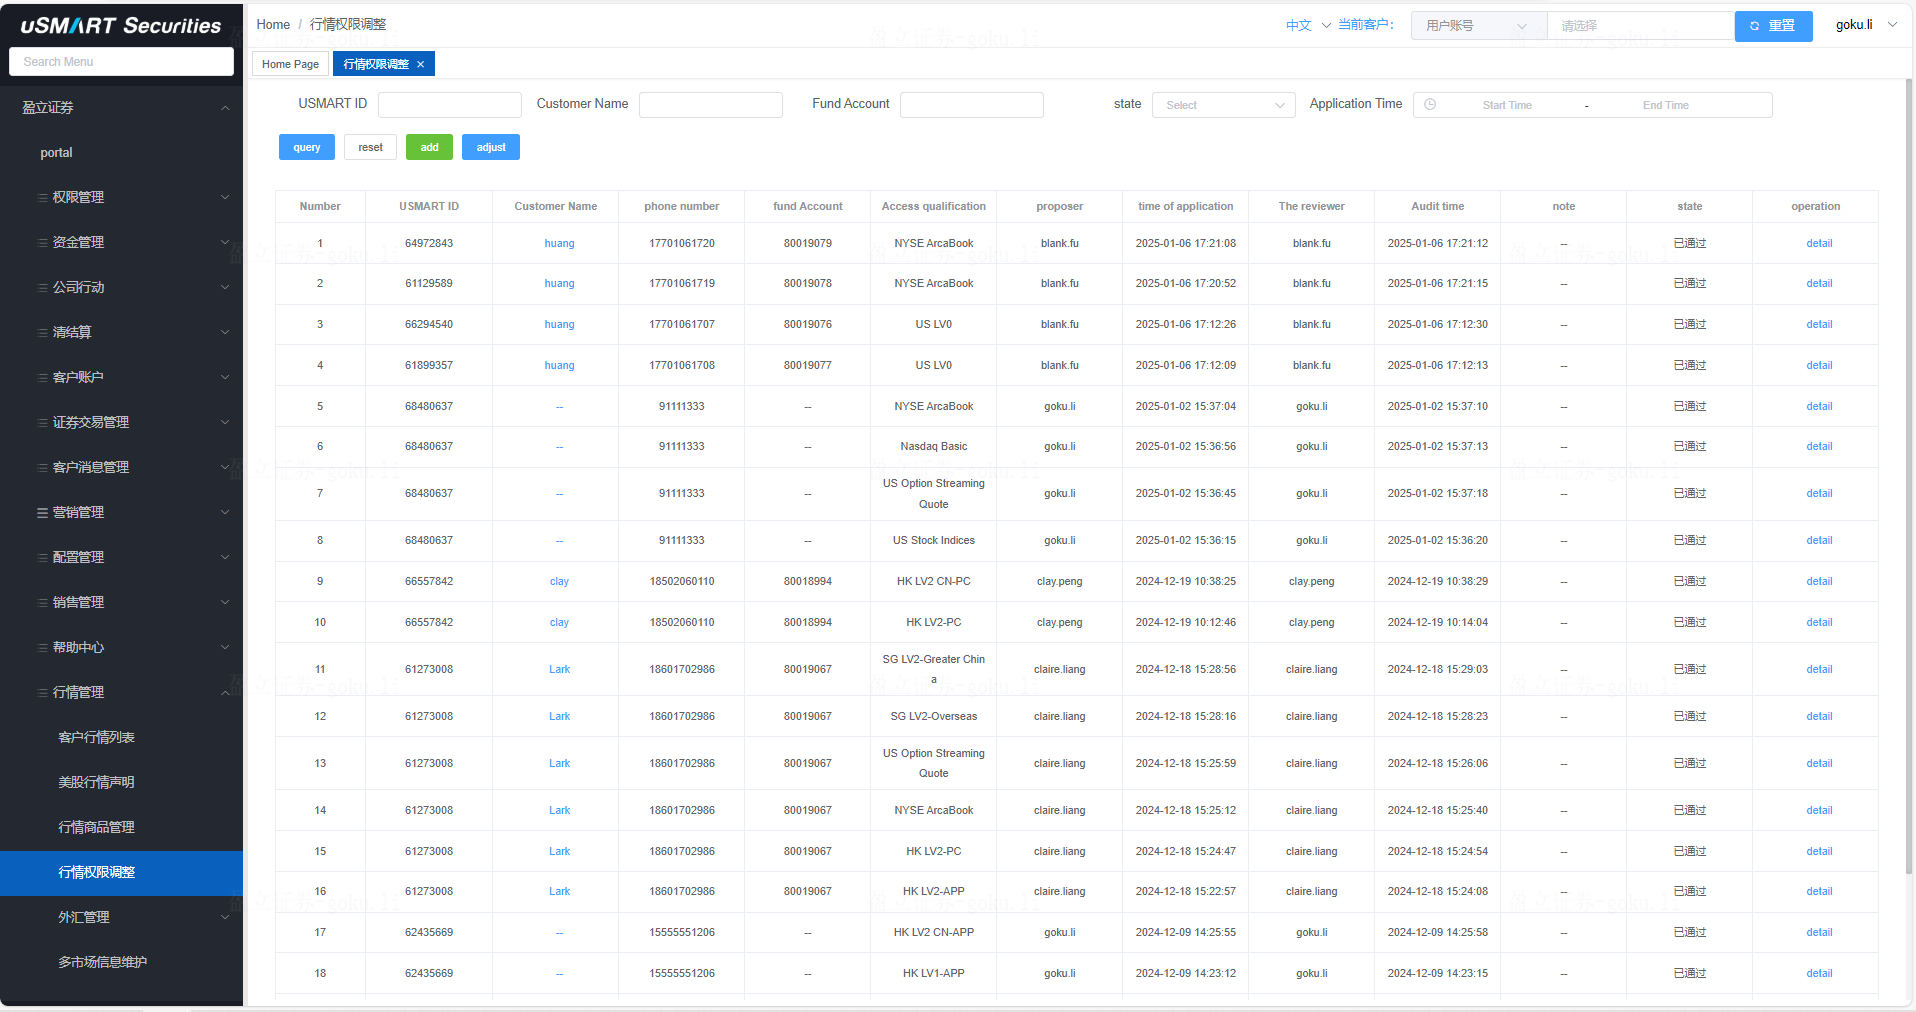 uSMART Securities
Search Menu
盈立证券
portal
权限管理
资金管理
公司行动
清结算
客户账户
证券交易管理
客户消息管理
营销管理
配置管理
销售管理
帮助中心
行情管理
客户行情列表
美股行情声明
行情商品管理
行情权限调整
外汇管理
多市场信息维护
Home / 行情权限调整
中文 当前客户: 用户账号 请选择 重置 goku.li
Home Page 行情权限调整 ×
USMART ID Customer Name Fund Account state Select Application Time Start Time - End Time
query reset add adjust
Number USMART ID Customer Name phone number fund Account Access qualification proposer time of application The reviewer Audit time note state operation
1 64972843 huang 17701061720 80019079 NYSE ArcaBook blank.fu 2025-01-06 17:21:08 blank.fu 2025-01-06 17:21:12 -- 已通过 detail
2 61129589 huang 17701061719 80019078 NYSE ArcaBook blank.fu 2025-01-06 17:20:52 blank.fu 2025-01-06 17:21:15 -- 已通过 detail
3 66294540 huang 17701061707 80019076 US LV0 blank.fu 2025-01-06 17:12:26 blank.fu 2025-01-06 17:12:30 -- 已通过 detail
4 61899357 huang 17701061708 80019077 US LV0 blank.fu 2025-01-06 17:12:09 blank.fu 2025-01-06 17:12:13 -- 已通过 detail
5 68480637 -- 91111333 -- NYSE ArcaBook goku.li 2025-01-02 15:37:04 goku.li 2025-01-02 15:37:10 -- 已通过 detail
6 68480637 -- 91111333 -- Nasdaq Basic goku.li 2025-01-02 15:36:56 goku.li 2025-01-02 15:37:13 -- 已通过 detail
7 68480637 -- 91111333 -- US Option Streaming Quote goku.li 2025-01-02 15:36:45 goku.li 2025-01-02 15:37:18 -- 已通过 detail
8 68480637 -- 91111333 -- US Stock Indices goku.li 2025-01-02 15:36:15 goku.li 2025-01-02 15:36:20 -- 已通过 detail
9 66557842 clay 18502060110 80018994 HK LV2 CN-PC clay.peng 2024-12-19 10:38:25 clay.peng 2024-12-19 10:38:29 -- 已通过 detail
10 66557842 clay 18502060110 80018994 HK LV2-PC clay.peng 2024-12-19 10:12:46 clay.peng 2024-12-19 10:14:04 -- 已通过 detail
11 61273008 Lark 18601702986 80019067 SG LV2-Greater China claire.liang 2024-12-18 15:28:56 claire.liang 2024-12-18 15:29:03 -- 已通过 detail
12 61273008 Lark 18601702986 80019067 SG LV2-Overseas claire.liang 2024-12-18 15:28:16 claire.liang 2024-12-18 15:28:23 -- 已通过 detail
13 61273008 Lark 18601702986 80019067 US Option Streaming Quote claire.liang 2024-12-18 15:25:59 claire.liang 2024-12-18 15:26:06 -- 已通过 detail
14 61273008 Lark 18601702986 80019067 NYSE ArcaBook claire.liang 2024-12-18 15:25:12 claire.liang 2024-12-18 15:25:40 -- 已通过 detail
15 61273008 Lark 18601702986 80019067 HK LV2-PC claire.liang 2024-12-18 15:24:47 claire.liang 2024-12-18 15:24:54 -- 已通过 detail
16 61273008 Lark 18601702986 80019067 HK LV2-APP claire.liang 2024-12-18 15:22:57 claire.liang 2024-12-18 15:24:08 -- 已通过 detail
17 62435669 -- 15555551206 -- HK LV2 CN-APP goku.li 2024-12-09 14:25:55 goku.li 2024-12-09 14:25:58 -- 已通过 detail
18 62435669 -- 15555551206 -- HK LV1-APP goku.li 2024-12-09 14:23:12 goku.li 2024-12-09 14:23:15 -- 已通过 detail
盈立证券-goku.li